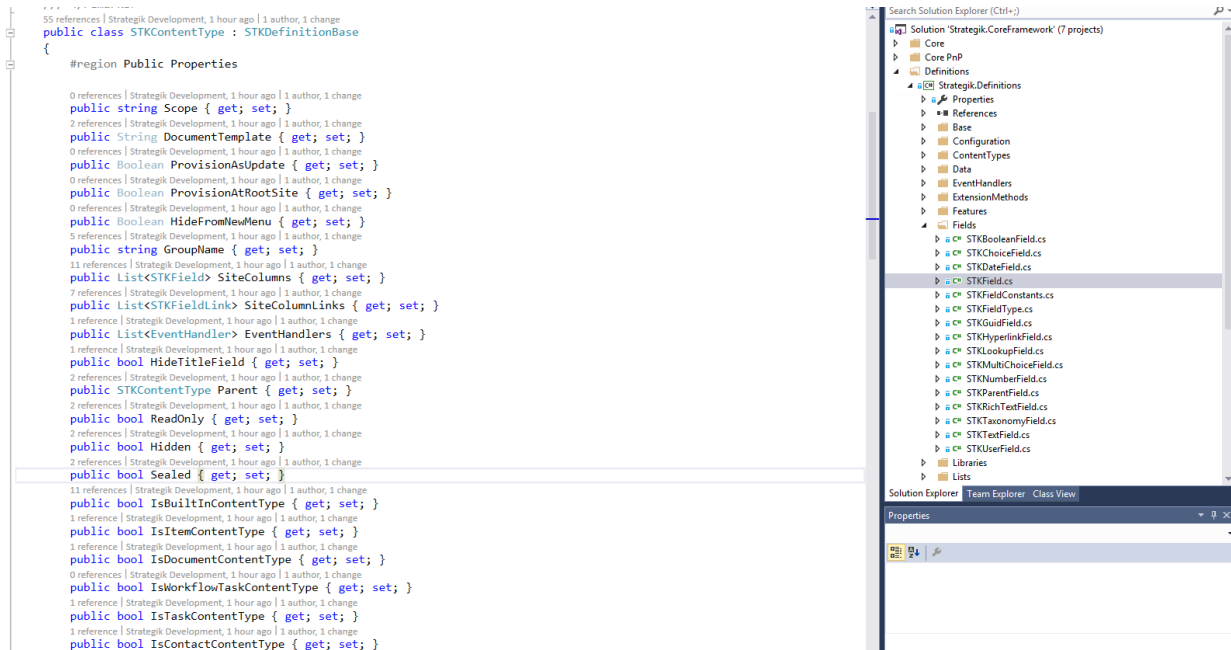 55 references | Strategik Development, 1 hour ago | 1 author, 1 change
public class STKContentType : STKDefinitionBase
{
#region Public Properties
0 references | Strategik Development, 1 hour ago | 1 author, 1 change
public string Scope { get; set; }
2 references | Strategik Development, 1 hour ago | 1 author, 1 change
public String DocumentTemplate { get; set; }
0 references | Strategik Development, 1 hour ago | 1 author, 1 change
public Boolean ProvisionAsUpdate { get; set; }
0 references | Strategik Development, 1 hour ago | 1 author, 1 change
public Boolean ProvisionAtRootSite { get; set; }
0 references | Strategik Development, 1 hour ago | 1 author, 1 change
public Boolean HideFromNewMenu { get; set; }
5 references | Strategik Development, 1 hour ago | 1 author, 1 change
public string GroupName { get; set; }
11 references | Strategik Development, 1 hour ago | 1 author, 1 change
public List<STKField> SiteColumns { get; set; }
7 references | Strategik Development, 1 hour ago | 1 author, 1 change
public List<STKFieldLink> SiteColumnLinks { get; set; }
1 reference | Strategik Development, 1 hour ago | 1 author, 1 change
public List<EventHandler> EventHandlers { get; set; }
1 reference | Strategik Development, 1 hour ago | 1 author, 1 change
public bool HideTitleField { get; set; }
2 references | Strategik Development, 1 hour ago | 1 author, 1 change
public STKContentType Parent { get; set; }
2 references | Strategik Development, 1 hour ago | 1 author, 1 change
public bool ReadOnly { get; set; }
2 references | Strategik Development, 1 hour ago | 1 author, 1 change
public bool Hidden { get; set; }
2 references | Strategik Development, 1 hour ago | 1 author, 1 change
public bool Sealed { get; set; }
11 references | Strategik Development, 1 hour ago | 1 author, 1 change
public bool IsBuiltInContentType { get; set; }
1 reference | Strategik Development, 1 hour ago | 1 author, 1 change
public bool IsItemContentType { get; set; }
1 reference | Strategik Development, 1 hour ago | 1 author, 1 change
public bool IsDocumentContentType { get; set; }
0 references | Strategik Development, 1 hour ago | 1 author, 1 change
public bool IsWorkflowTaskContentType { get; set; }
1 reference | Strategik Development, 1 hour ago | 1 author, 1 change
public bool IsTaskContentType { get; set; }
1 reference | Strategik Development, 1 hour ago | 1 author, 1 change
public bool IsContactContentType { get; set; }
Search Solution Explorer (Ctrl+;)
Solution 'Strategik.CoreFramework' (7 projects)
Core
Core PnP
Definitions
C# Strategik.Definitions
Properties
References
Base
Configuration
ContentTypes
Data
EventHandlers
ExtensionMethods
Features
Fields
C# STKBooleanField.cs
C# STKChoiceField.cs
C# STKDateField.cs
C# STKField.cs
C# STKFieldConstants.cs
C# STKFieldType.cs
C# STKGuidField.cs
C# STKHyperlinkField.cs
C# STKLookupField.cs
C# STKMultiChoiceField.cs
C# STKNumberField.cs
C# STKParentField.cs
C# STKRichTextField.cs
C# STKTaxonomyField.cs
C# STKTextField.cs
C# STKUserField.cs
Libraries
Lists
Solution Explorer Team Explorer Class View
Properties